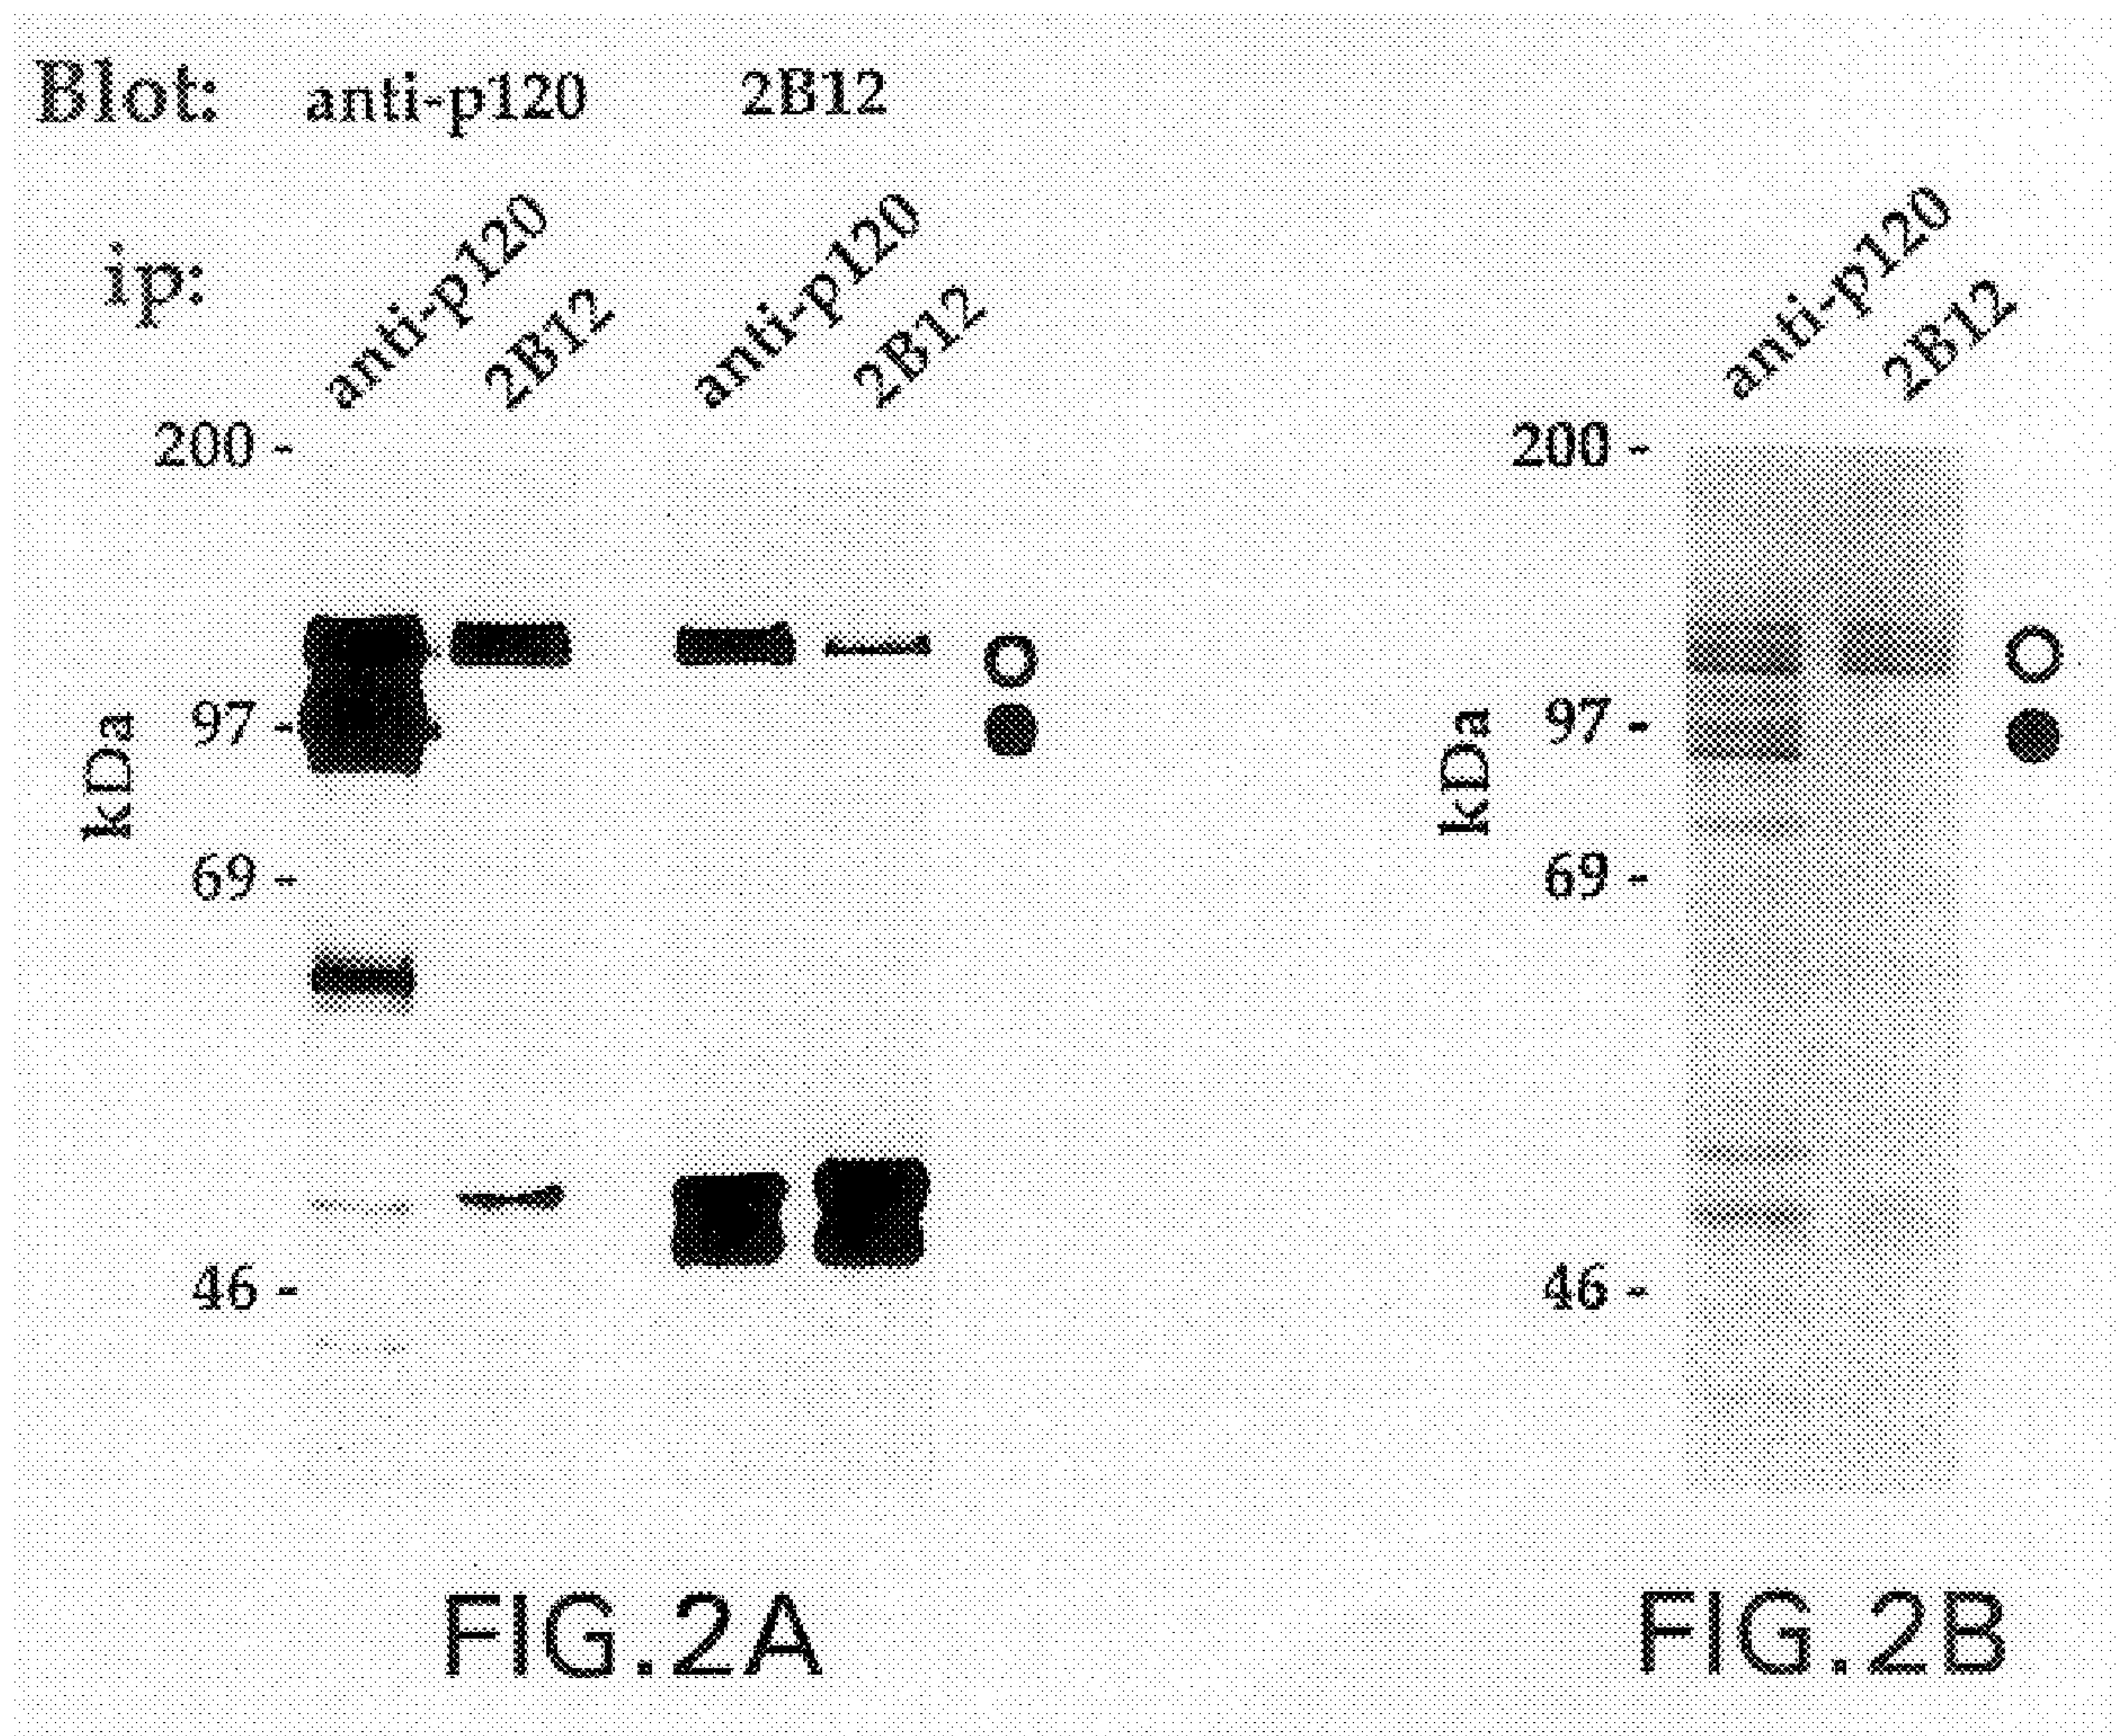 Blot: anti-p120 2B12
ip: anti-p120 2B12 anti-p120 2B12
200 -
97 -
kDa
69 -
46 -
FIG.2A
anti-p120 2B12
200 -
97 -
kDa
69 -
46 -
FIG.2B